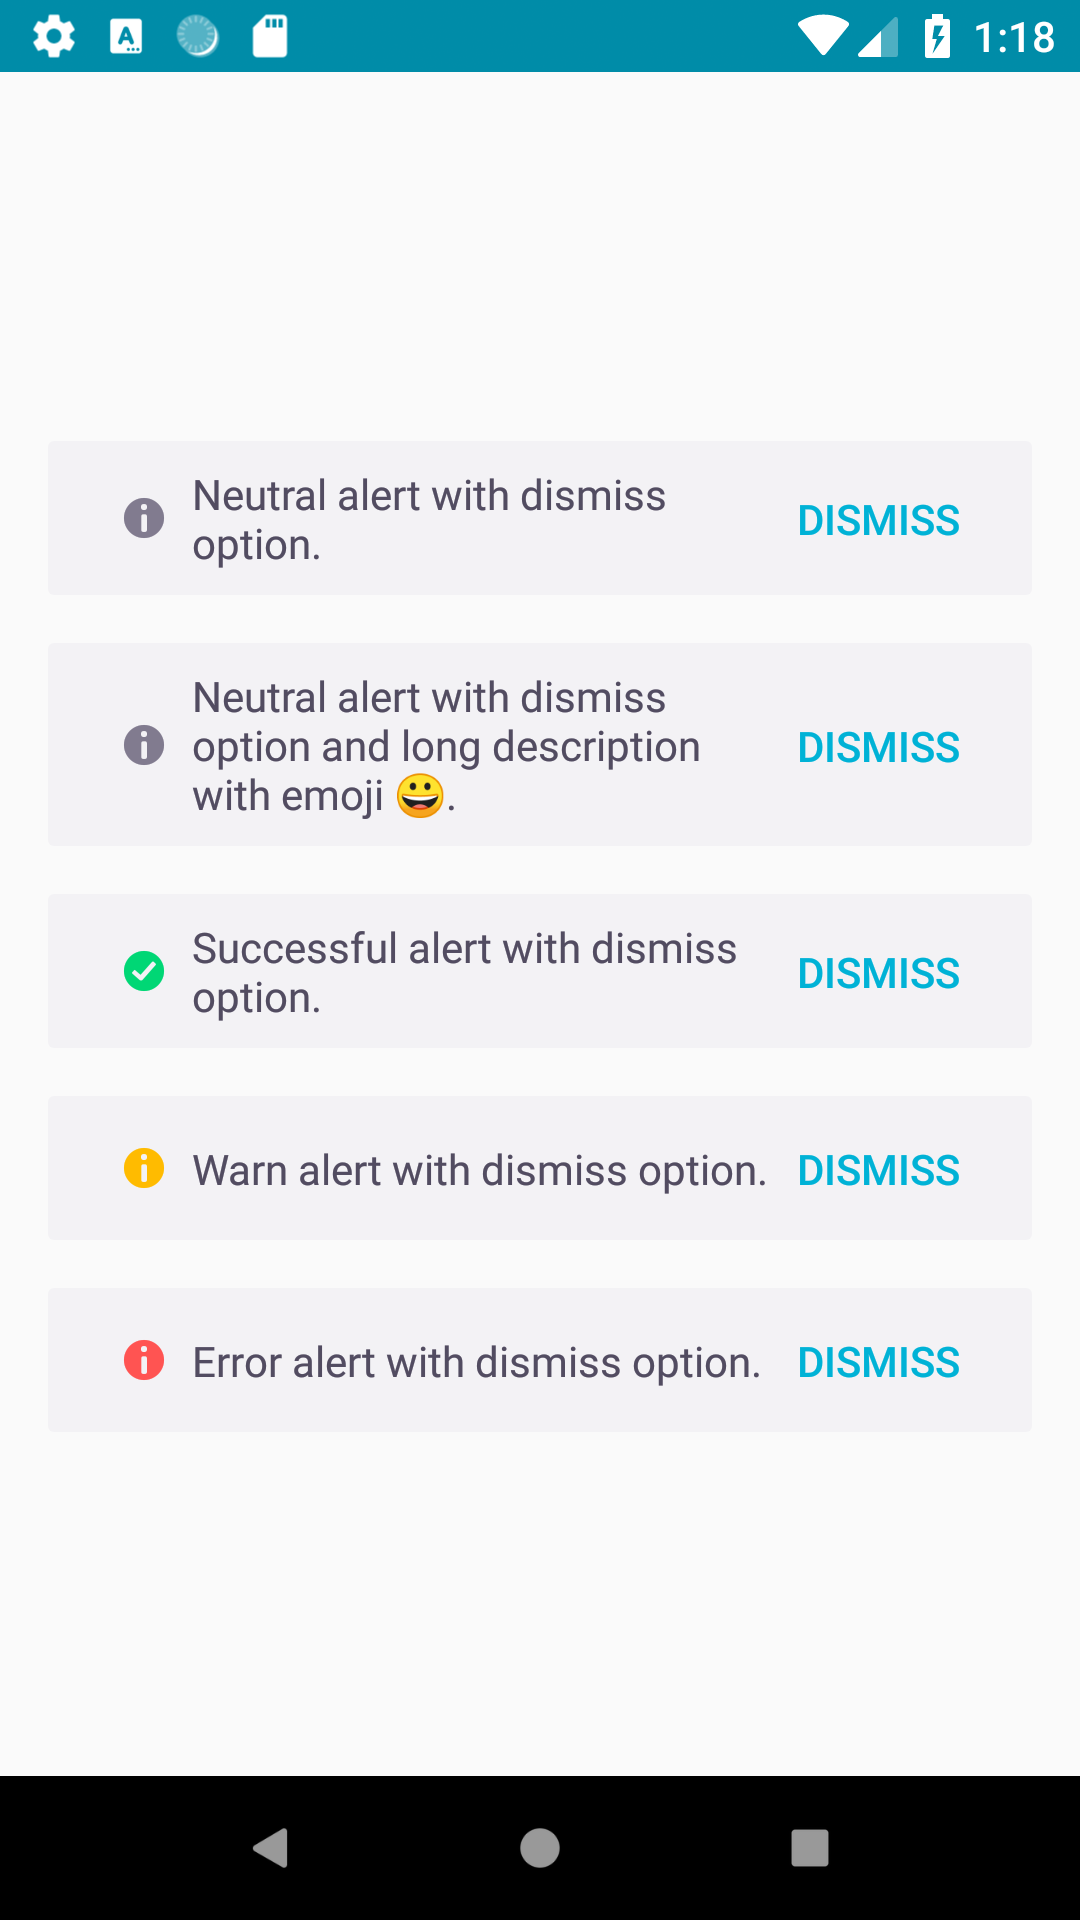 1:18
Neutral alert with dismiss
option.
DISMISS
Neutral alert with dismiss
option and long description
with emoji 😀.
DISMISS
Successful alert with dismiss
option.
DISMISS
Warn alert with dismiss option.
DISMISS
Error alert with dismiss option.
DISMISS